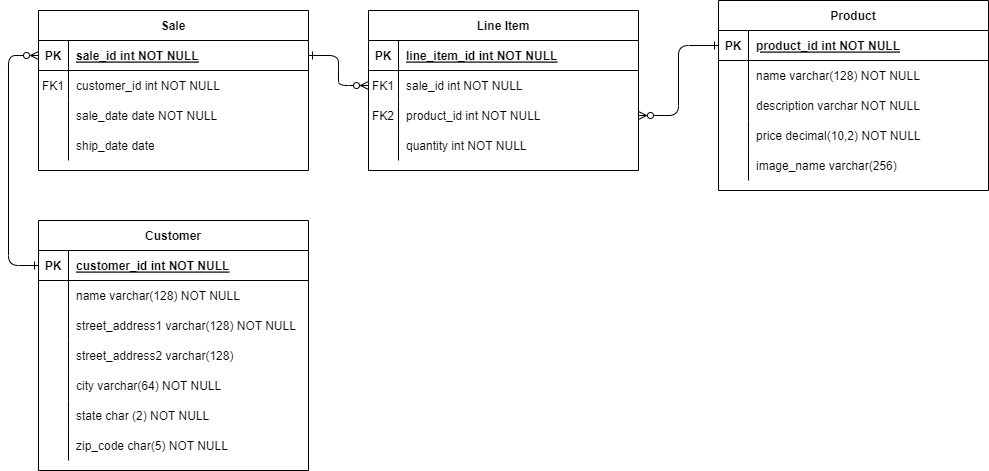 Sale
PK sale_id int NOT NULL
FK1 customer_id int NOT NULL
sale_date date NOT NULL
ship_date date
Line Item
PK line_item_id int NOT NULL
FK1 sale_id int NOT NULL
FK2 product_id int NOT NULL
quantity int NOT NULL
Product
PK product_id int NOT NULL
name varchar(128) NOT NULL
description varchar NOT NULL
price decimal(10,2) NOT NULL
image_name varchar(256)
Customer
PK customer_id int NOT NULL
name varchar(128) NOT NULL
street_address1 varchar(128) NOT NULL
street_address2 varchar(128)
city varchar(64) NOT NULL
state char (2) NOT NULL
zip_code char(5) NOT NULL